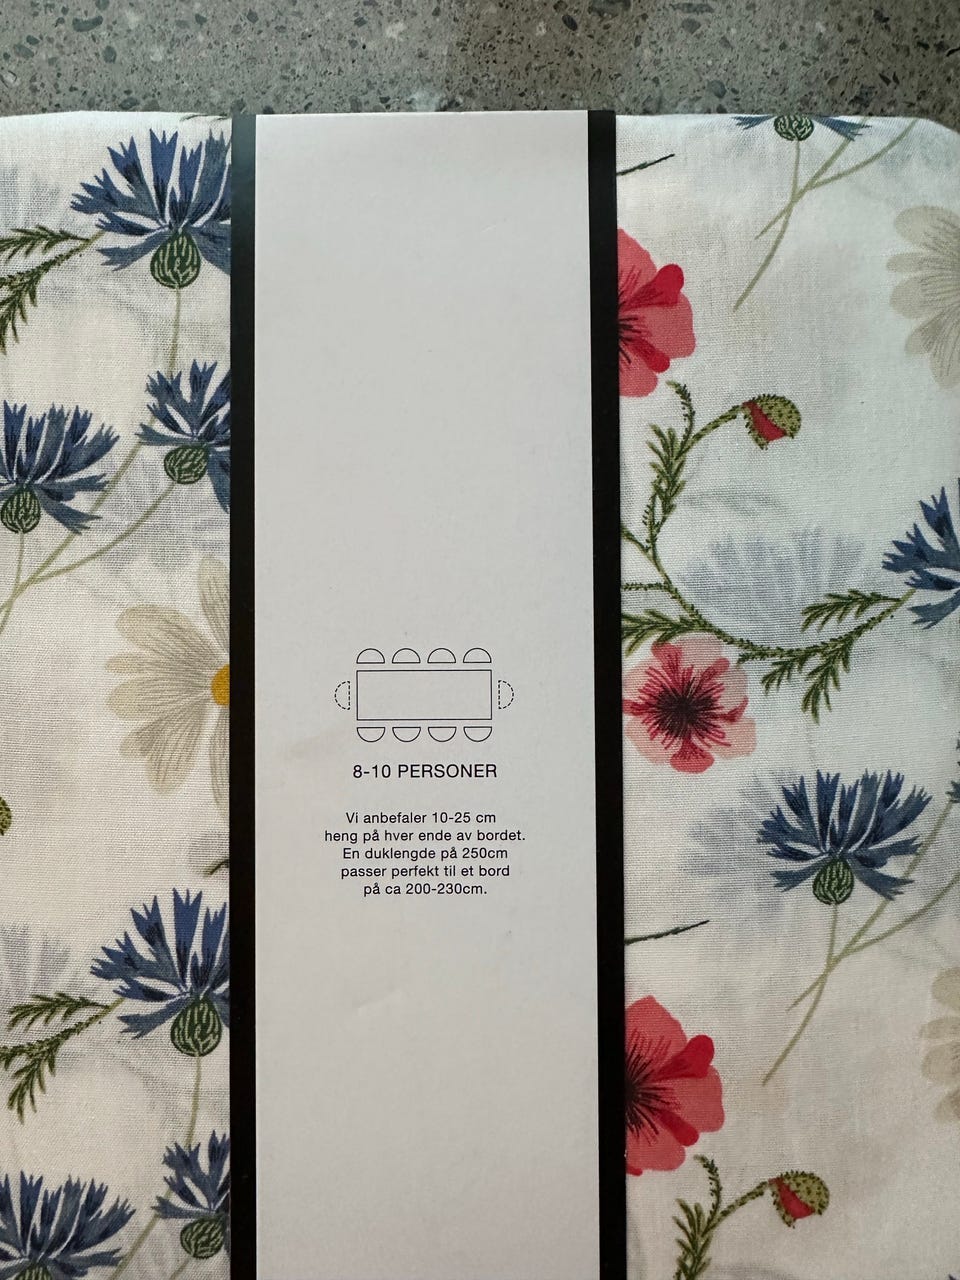 8-10 PERSONER
Vi anbefaler 10-25 cm
heng på hver ende av bordet.
En duklengde på 250cm
passer perfekt til et bord
på ca 200-230cm.